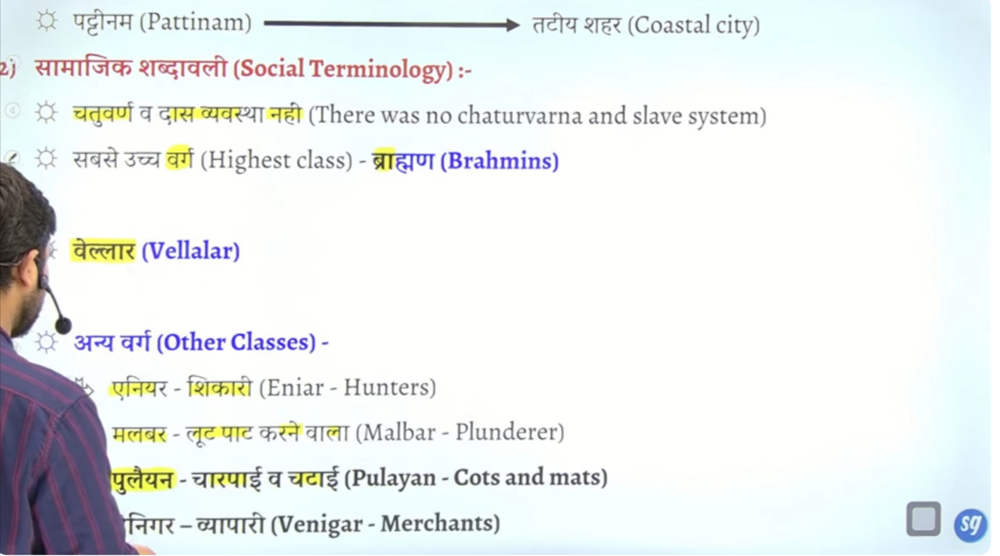 पट्टीनम (Pattinam) तटीय शहर (Coastal city)
2) सामाजिक शब्दावली (Social Terminology) :-
चतुवर्ण व दास व्यवस्था नही (There was no chaturvarna and slave system)
सबसे उच्च वर्ग (Highest class) - ब्राह्मण (Brahmins)
वेल्लार (Vellalar)
अन्य वर्ग (Other Classes) -
एनियर - शिकारी (Eniar - Hunters)
मलबर - लूट पाट करने वाला (Malbar - Plunderer)
पुलैयन - चारपाई व चटाई (Pulayan - Cots and mats)
– व्यापारी (Venigar - Merchants)
sg